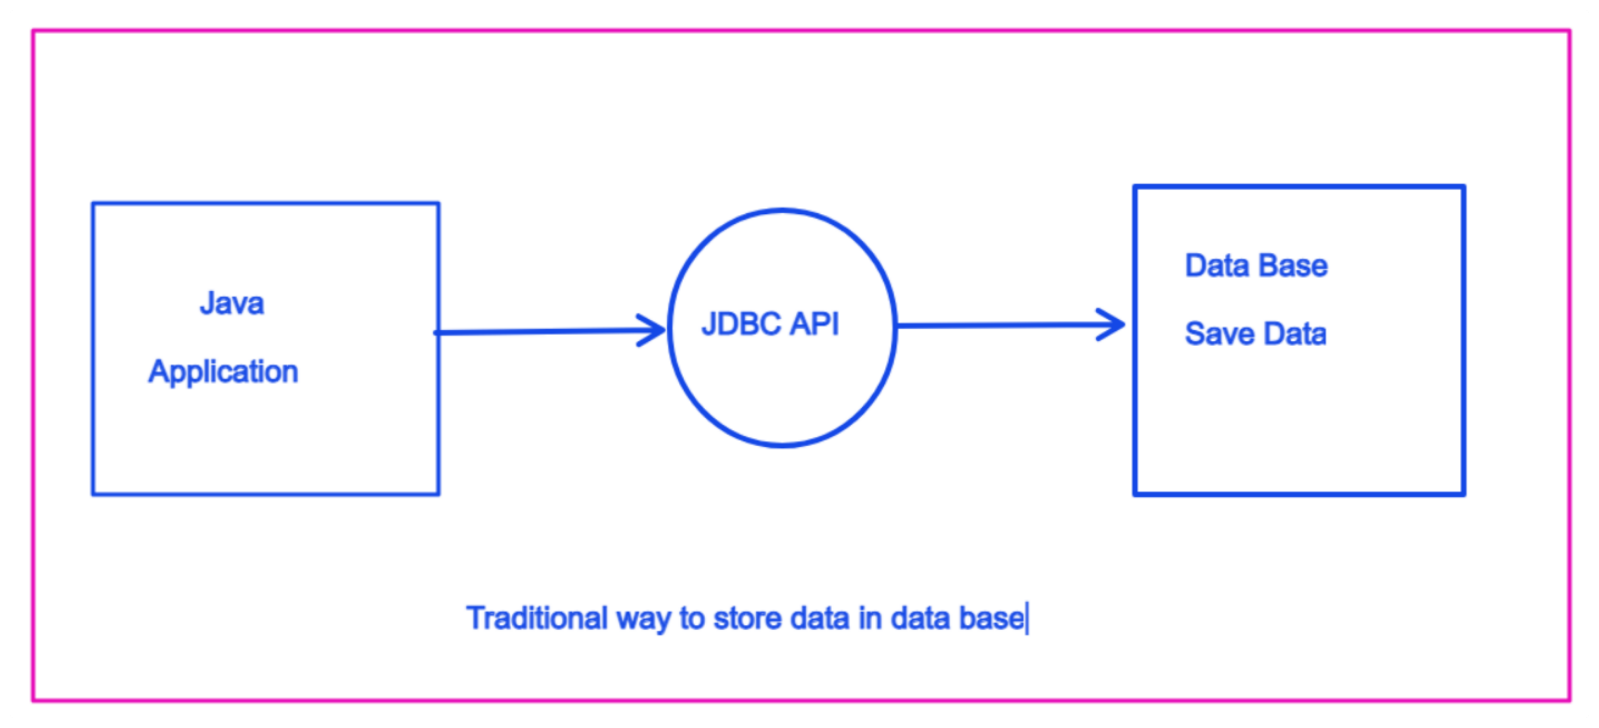 Java
Application
JDBC API
Data Base
Save Data
Traditional way to store data in data base